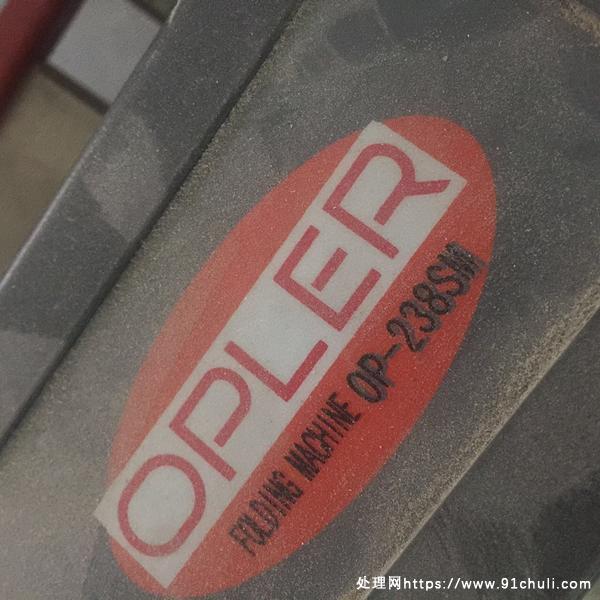 OPLER
FOLDING MACHINE OP-238SM
处理网https://www.91chuli.com/